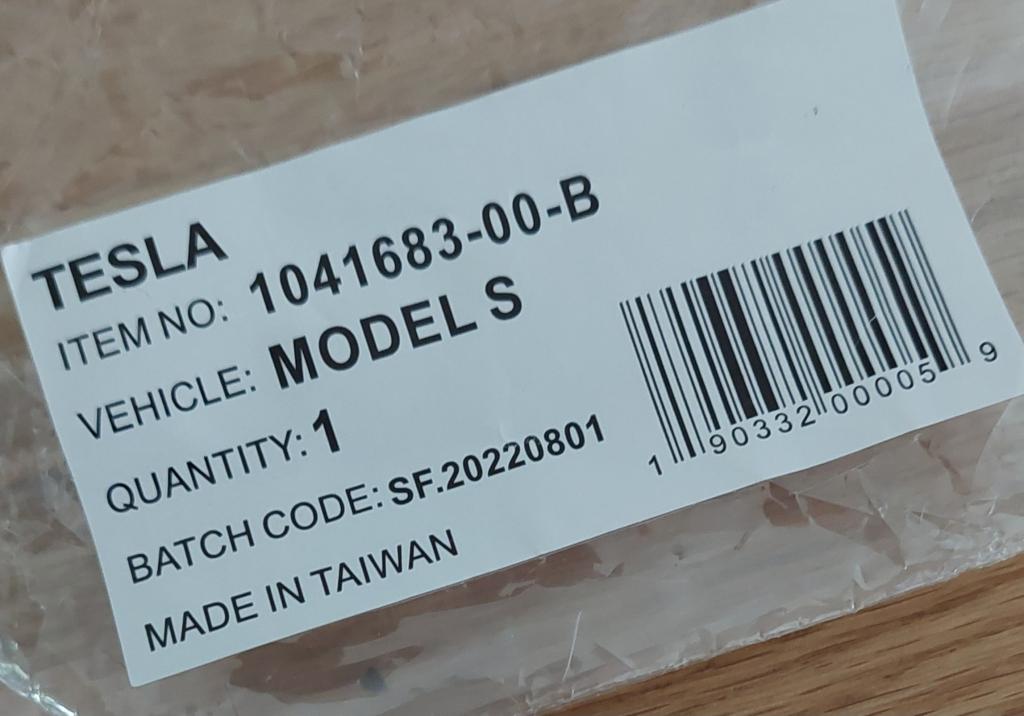 TESLA
ITEM NO: 1041683-00-B
VEHICLE: MODEL S
QUANTITY: 1
BATCH CODE: SF.20220801
MADE IN TAIWAN
1 90332 00005 9